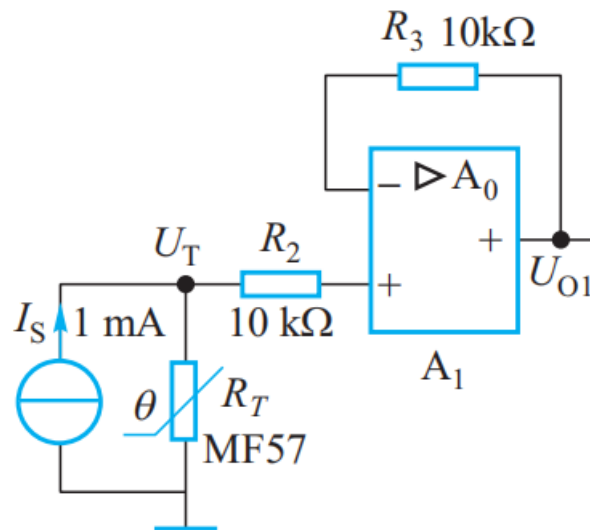 R3 10kΩ
− ▷ A0
UT
R2
+
UO1
IS
1 mA
10 kΩ
+
A1
θ
RT
MF57